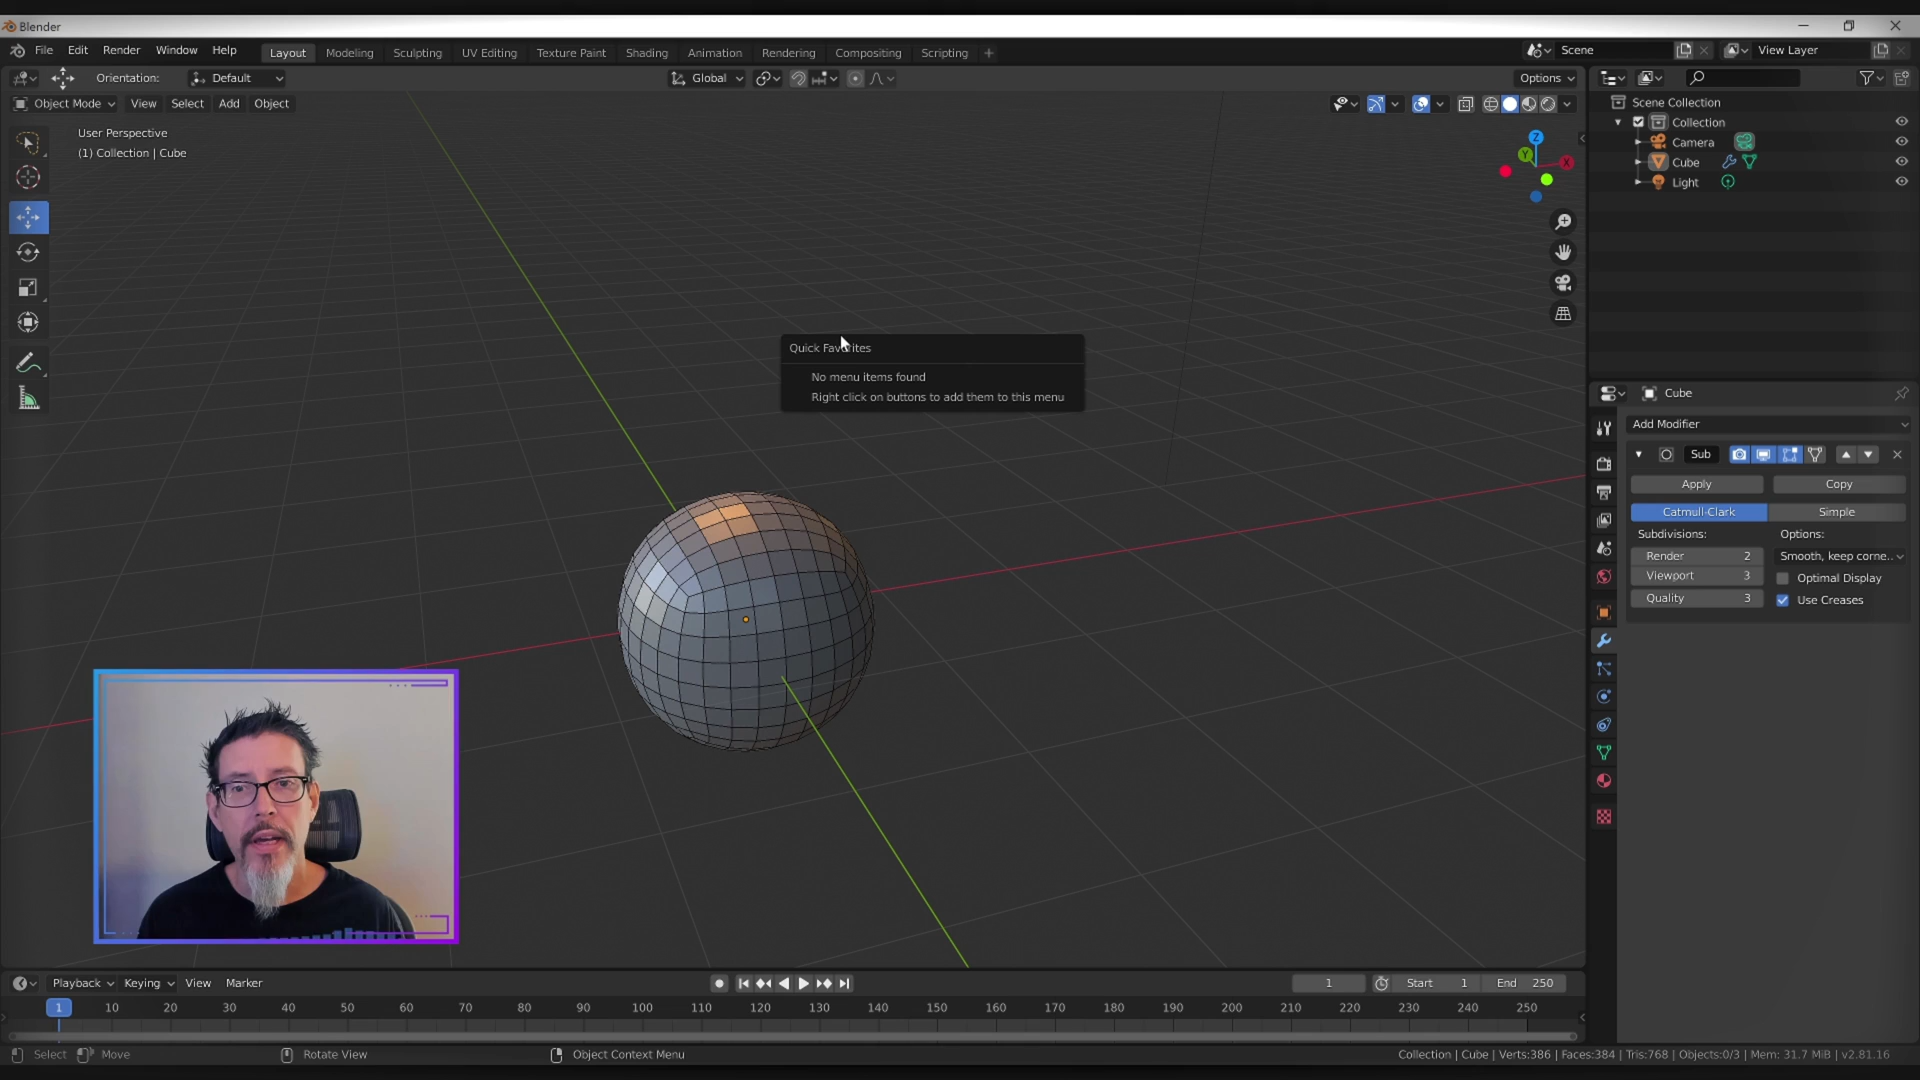 Blender
File Edit Render Window Help
Layout Modeling Sculpting UV Editing Texture Paint Shading Animation Rendering Compositing Scripting +
Scene
View Layer
Orientation: Default
Global
Options
Object Mode View Select Add Object
User Perspective
(1) Collection | Cube
Z
Y
X
Quick Favorites
No menu items found
Right click on buttons to add them to this menu
Scene Collection
Collection
Camera
Cube
Light
Cube
Add Modifier
Sub
Apply Copy
Catmull-Clark Simple
Subdivisions: Options:
Render 2 Smooth, keep corne..
Viewport 3 Optimal Display
Quality 3 Use Creases
Playback Keying View Marker
1 Start 1 End 250
1 10 20 30 40 50 60 70 80 90 100 110 120 130 140 150 160 170 180 190 200 210 220 230 240 250
Select Move Rotate View Object Context Menu
Collection | Cube | Verts:386 | Faces:384 | Tris:768 | Objects:0/3 | Mem: 31.7 MiB | v2.81.16